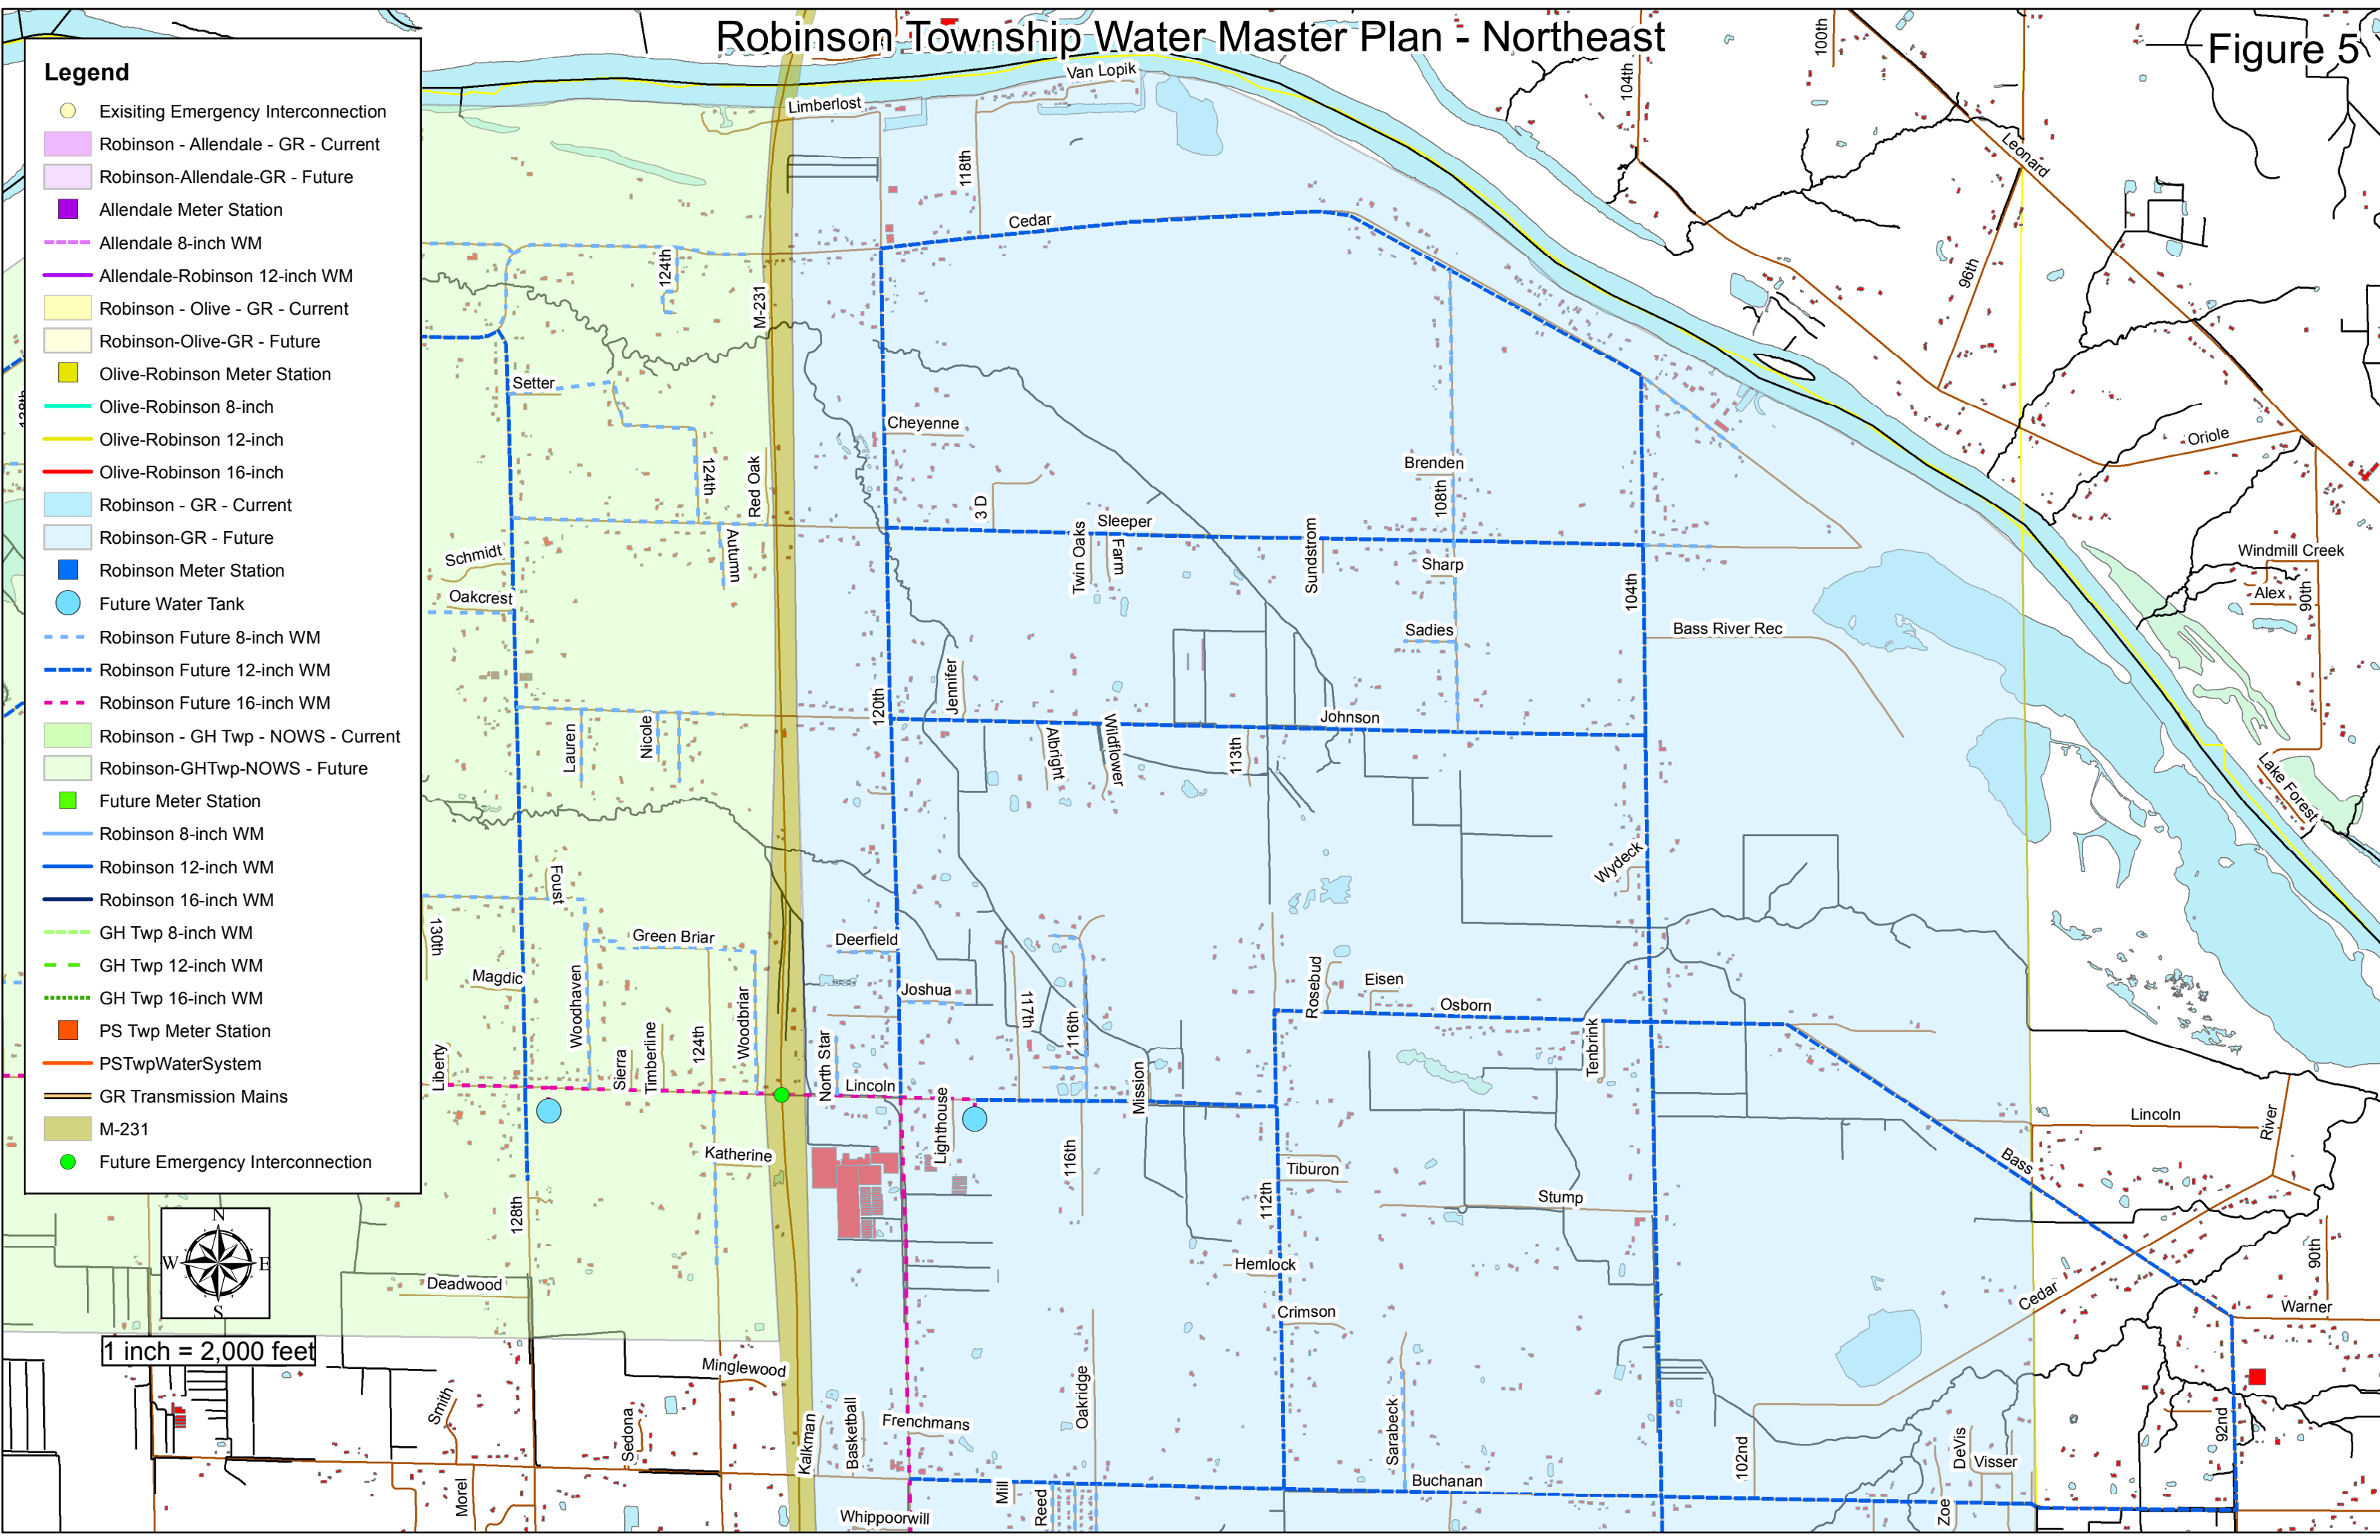 Robinson Township Water Master Plan - Northeast
Figure 5
Legend
Exisiting Emergency Interconnection
Robinson - Allendale - GR - Current
Robinson-Allendale-GR - Future
Allendale Meter Station
Allendale 8-inch WM
Allendale-Robinson 12-inch WM
Robinson - Olive - GR - Current
Robinson-Olive-GR - Future
Olive-Robinson Meter Station
Olive-Robinson 8-inch
Olive-Robinson 12-inch
Olive-Robinson 16-inch
Robinson - GR - Current
Robinson-GR - Future
Robinson Meter Station
Future Water Tank
Robinson Future 8-inch WM
Robinson Future 12-inch WM
Robinson Future 16-inch WM
Robinson - GH Twp - NOWS - Current
Robinson-GHTwp-NOWS - Future
Future Meter Station
Robinson 8-inch WM
Robinson 12-inch WM
Robinson 16-inch WM
GH Twp 8-inch WM
GH Twp 12-inch WM
GH Twp 16-inch WM
PS Twp Meter Station
PSTwpWaterSystem
GR Transmission Mains
M-231
Future Emergency Interconnection
N
W E
S
1 inch = 2,000 feet
Van Lopik
Limberlost
118th
Cedar
104th
100th
Leonard
96th
124th
M-231
Setter
Cheyenne
Oriole
Brenden
124th
Red Oak
3 D
108th
Sleeper
Autumn
Twin Oaks
Farm
Sundstrom
Sharp
Schmidt
Oakcrest
104th
Windmill Creek
Alex
90th
Sadies
Bass River Rec
Jennifer
120th
Johnson
Lauren
Nicole
Albright
Wildflower
113th
Lake Forest
Wydeck
Foust
130th
Green Briar
Deerfield
Magdic
Woodhaven
Woodbriar
Joshua
117th
116th
Rosebud
Eisen
Osborn
Tenbrink
Liberty
Sierra
Timberline
124th
North Star
Lincoln
Lighthouse
Mission
Lincoln
River
Bass
Katherine
116th
Tiburon
112th
Stump
128th
Hemlock
90th
Deadwood
Crimson
Cedar
Warner
Minglewood
Smith
Sedona
Kalkman
Basketball
Frenchmans
Oakridge
Sarabeck
102nd
DeVis
Visser
92nd
Morel
Mill
Reed
Buchanan
Zoe
Whippoorwill